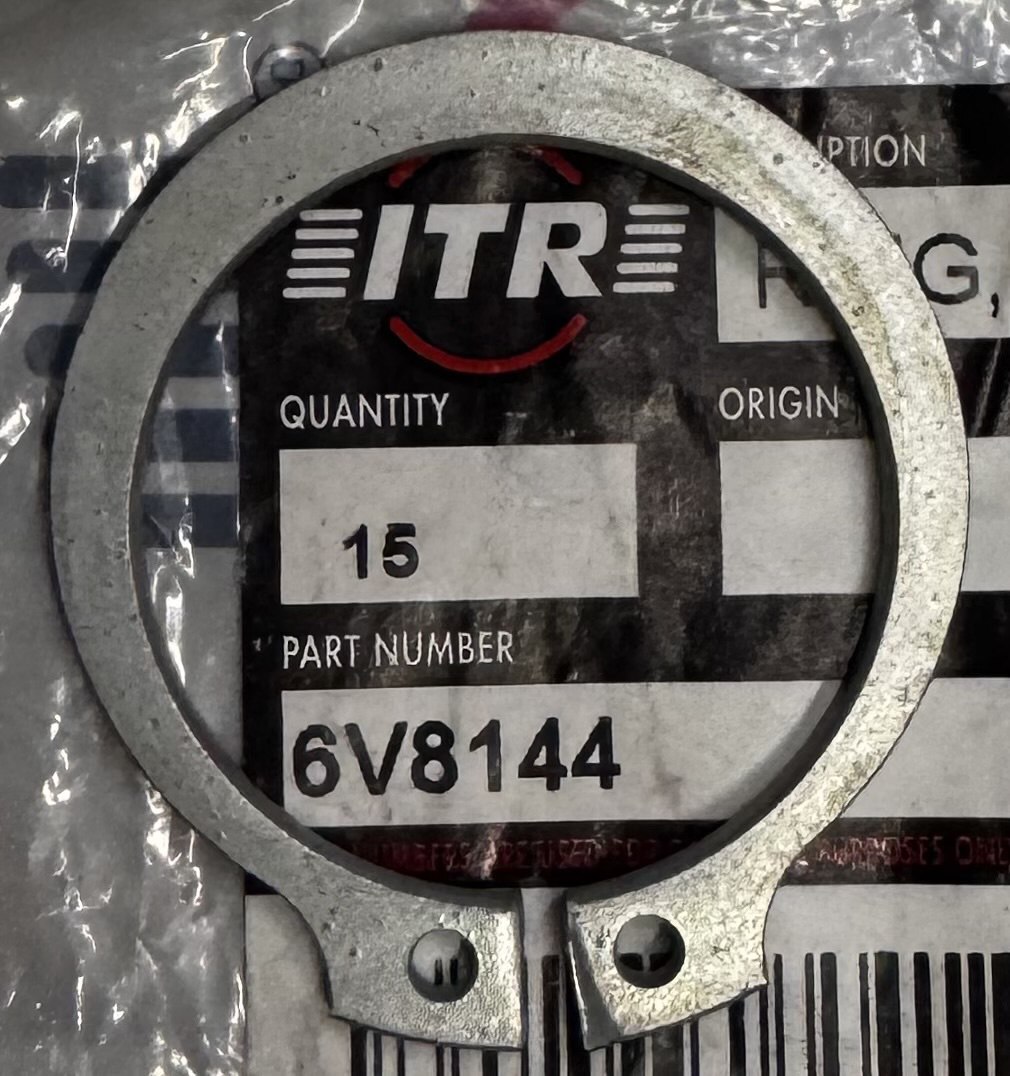 IPTION
ITR
QUANTITY
ORIGIN
15
PART NUMBER
6V8144